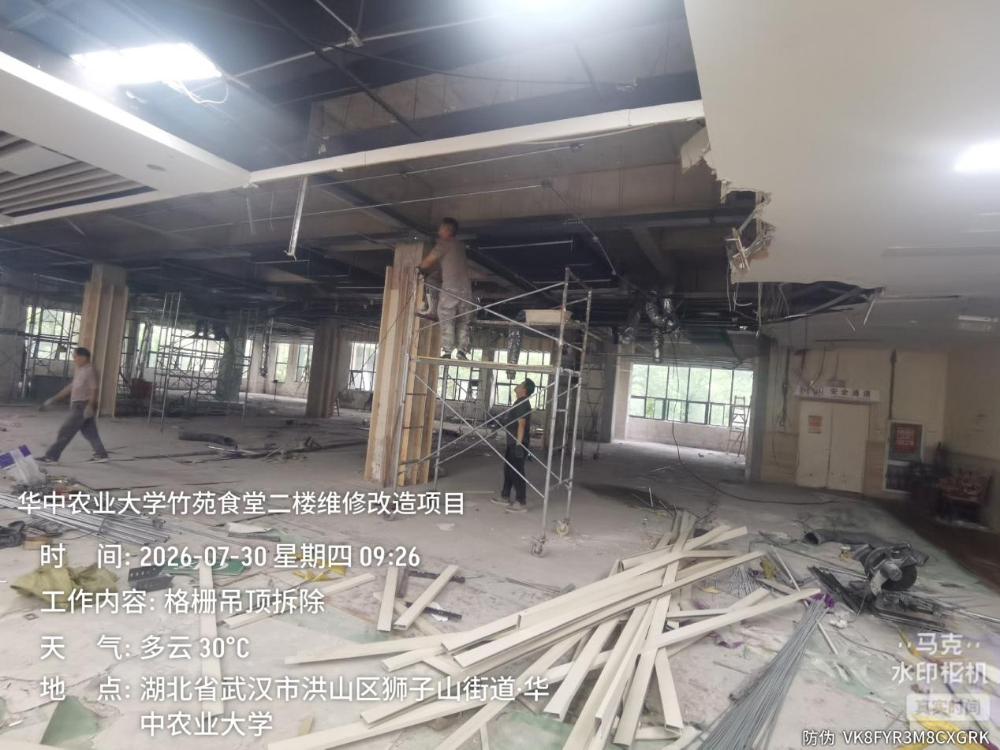 安全通道
华中农业大学竹苑食堂二楼维修改造项目
时 间: 2026-07-30 星期四 09:26
工作内容: 格栅吊顶拆除
天 气: 多云 30℃
地 点: 湖北省武汉市洪山区狮子山街道·华
中农业大学
马克
水印相机
真实时间
防伪 VK8FYR3M8CXGRK